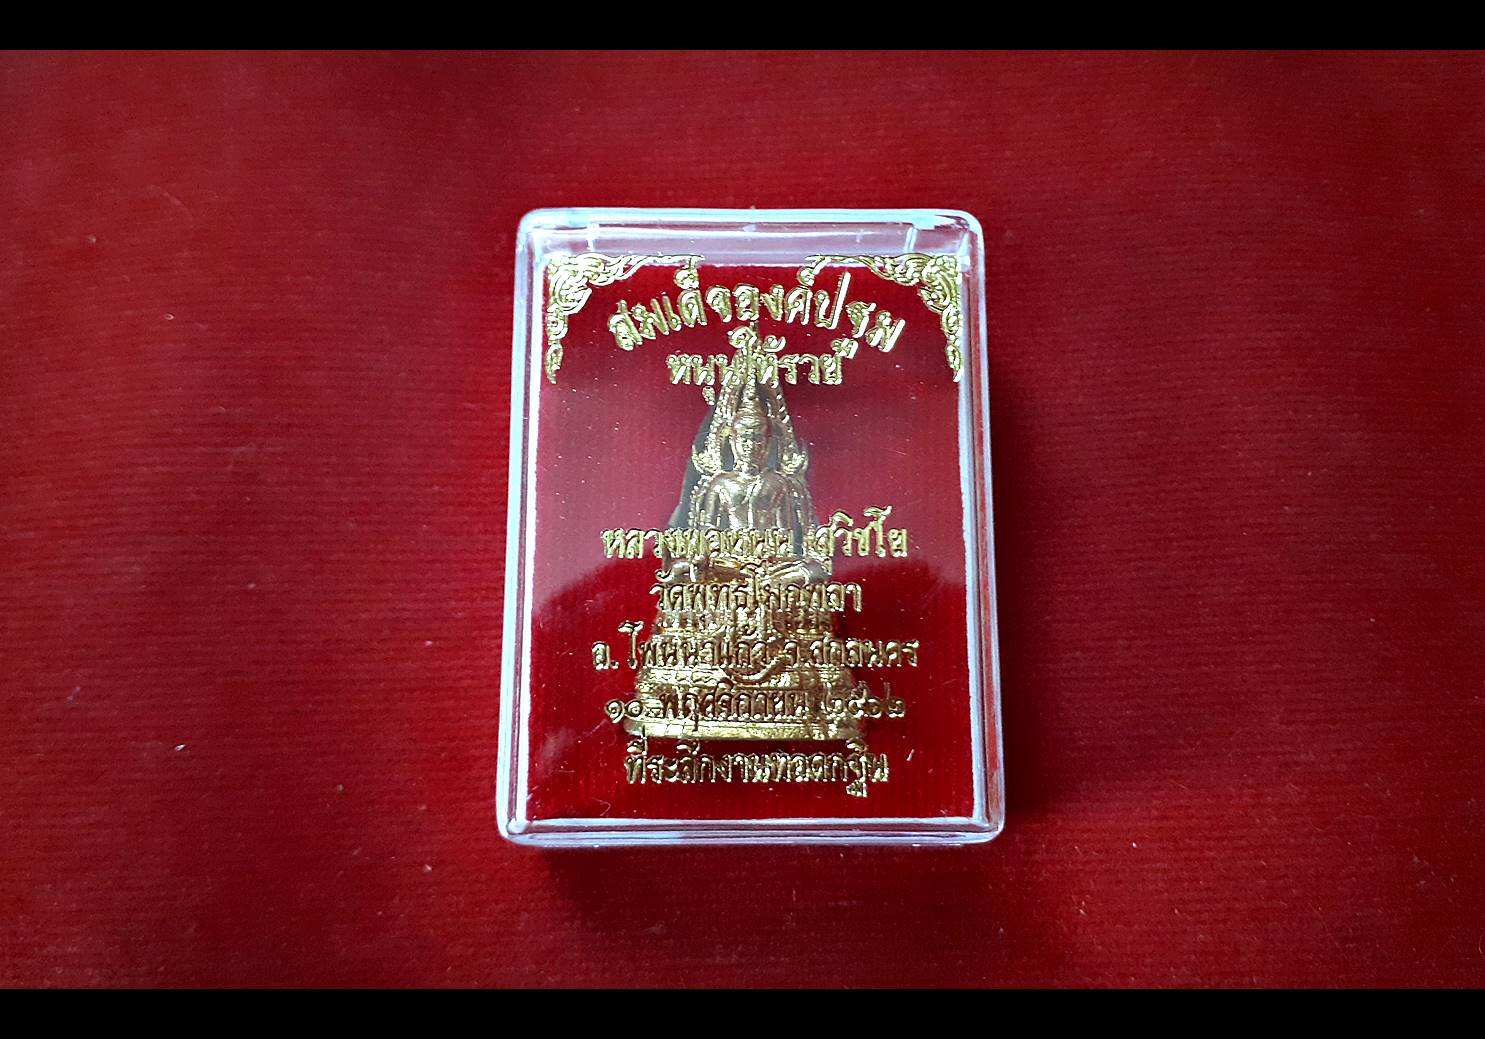 สมเด็จองค์ปฐม
"หนุนให้รวย"
หลวงพ่อหนุน สุวิชโย
วัดพุทธโมกพลา
อ. โพนนาแก้ว จ.สกลนคร
๑๐ พฤศจิกายน ๒๕๖๒
ที่ระลึกงานทอดกฐิน